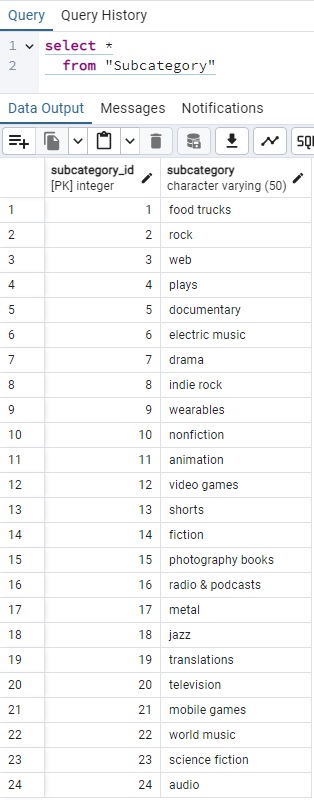 Query Query History
1 select *
2 from "Subcategory"
Data Output Messages Notifications
SQ
subcategory_id subcategory
[PK] integer character varying (50)
1 1 food trucks
2 2 rock
3 3 web
4 4 plays
5 5 documentary
6 6 electric music
7 7 drama
8 8 indie rock
9 9 wearables
10 10 nonfiction
11 11 animation
12 12 video games
13 13 shorts
14 14 fiction
15 15 photography books
16 16 radio & podcasts
17 17 metal
18 18 jazz
19 19 translations
20 20 television
21 21 mobile games
22 22 world music
23 23 science fiction
24 24 audio